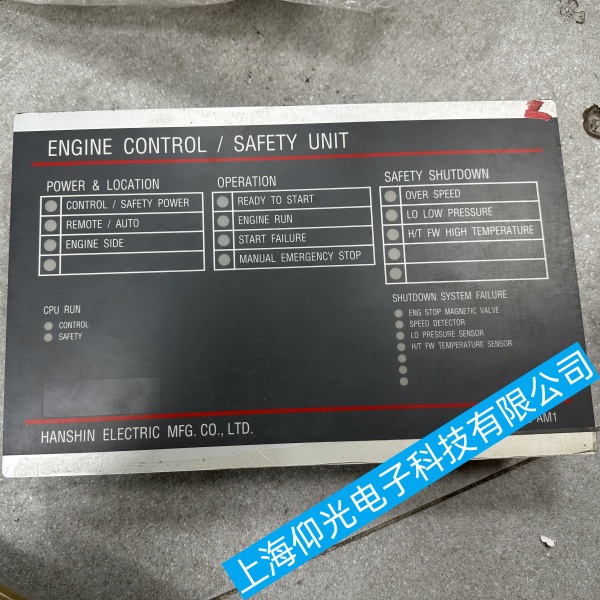 ENGINE CONTROL / SAFETY UNIT
POWER & LOCATION
CONTROL / SAFETY POWER
REMOTE / AUTO
ENGINE SIDE
OPERATION
READY TO START
ENGINE RUN
START FAILURE
MANUAL EMERGENCY STOP
SAFETY SHUTDOWN
OVER SPEED
LO LOW PRESSURE
H/T FW HIGH TEMPERATURE
CPU RUN
CONTROL
SAFETY
SHUTDOWN SYSTEM FAILURE
ENG STOP MAGNETIC VALVE
SPEED DETECTOR
LO PRESSURE SENSOR
H/T FW TEMPERATURE SENSOR
HANSHIN ELECTRIC MFG. CO., LTD.
AM1
上海仰光电子科技有限公司